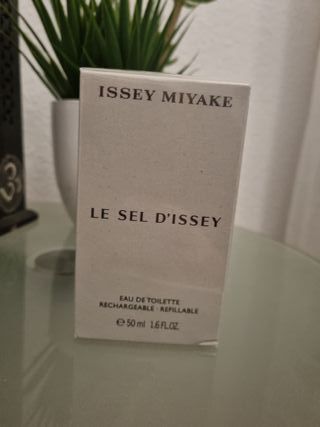 ISSEY MIYAKE
LE SEL D'ISSEY
EAU DE TOILETTE
RECHARGEABLE · REFILLABLE
℮ 50 ml 1.6 FL.OZ.